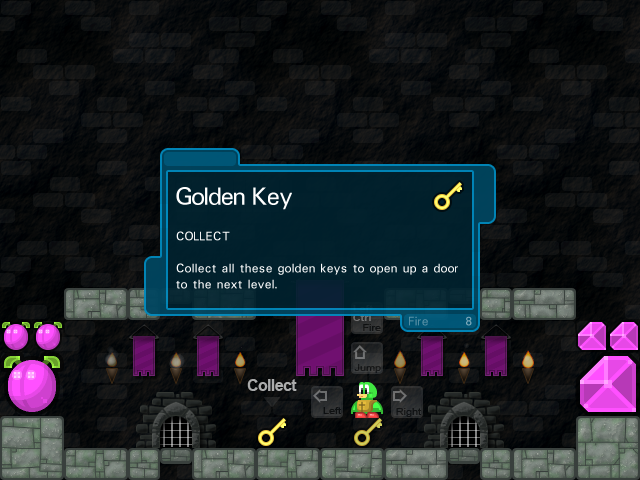 Golden Key
COLLECT
Collect all these golden keys to open up a door
to the next level.
Ctrl
Fire
Fire 8
Jump
Collect
Left
Right